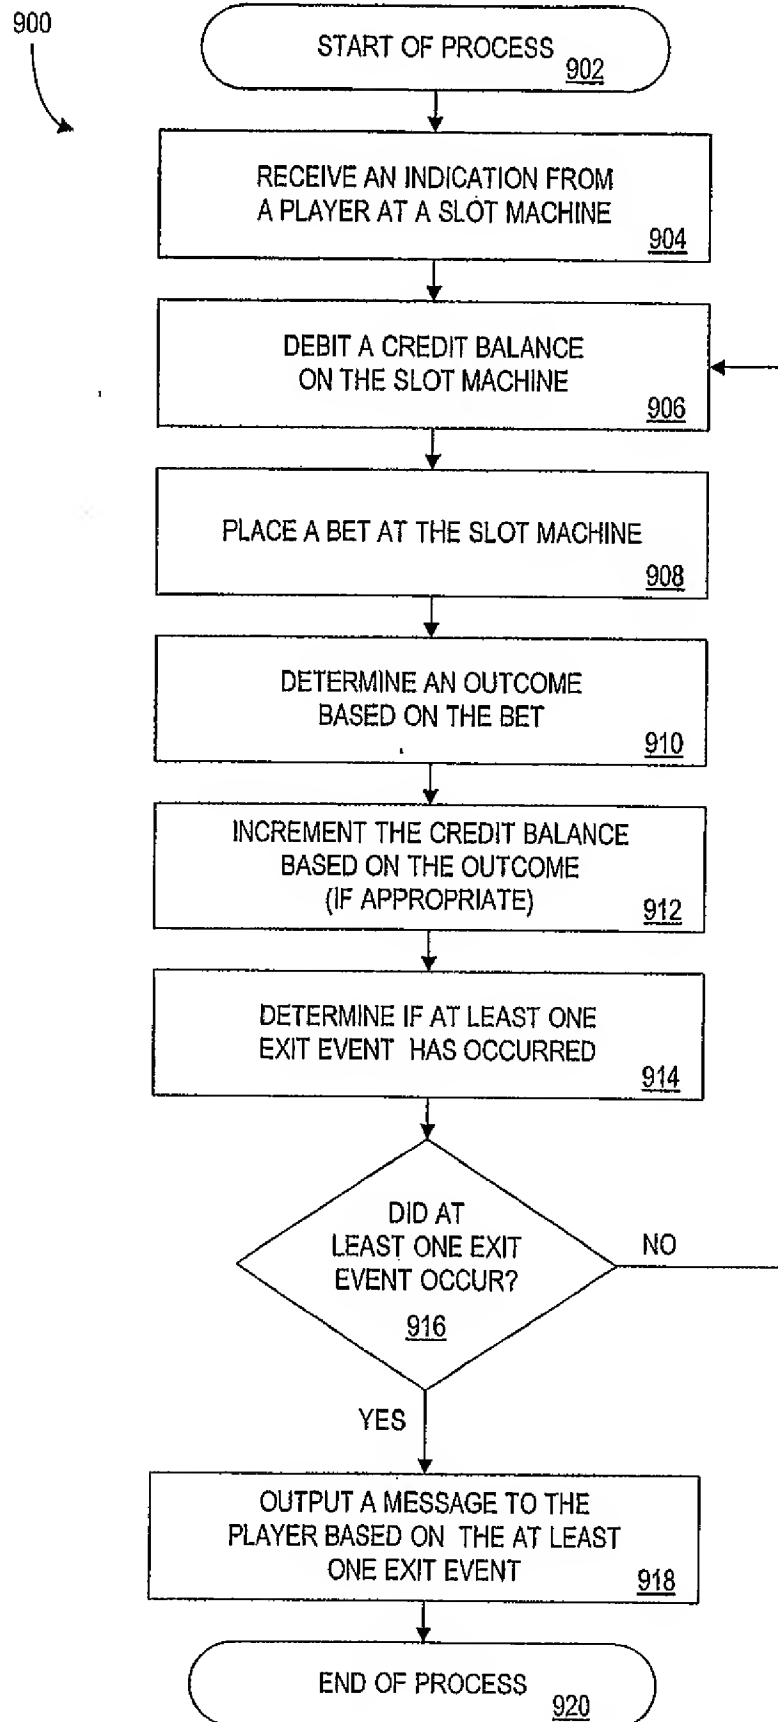 900
START OF PROCESS
902
RECEIVE AN INDICATION FROM
A PLAYER AT A SLOT MACHINE
904
DEBIT A CREDIT BALANCE
ON THE SLOT MACHINE
906
PLACE A BET AT THE SLOT MACHINE
908
DETERMINE AN OUTCOME
BASED ON THE BET
910
INCREMENT THE CREDIT BALANCE
BASED ON THE OUTCOME
(IF APPROPRIATE)
912
DETERMINE IF AT LEAST ONE
EXIT EVENT HAS OCCURRED
914
DID AT
LEAST ONE EXIT
EVENT OCCUR?
916
NO
YES
OUTPUT A MESSAGE TO THE
PLAYER BASED ON THE AT LEAST
ONE EXIT EVENT
918
END OF PROCESS
920